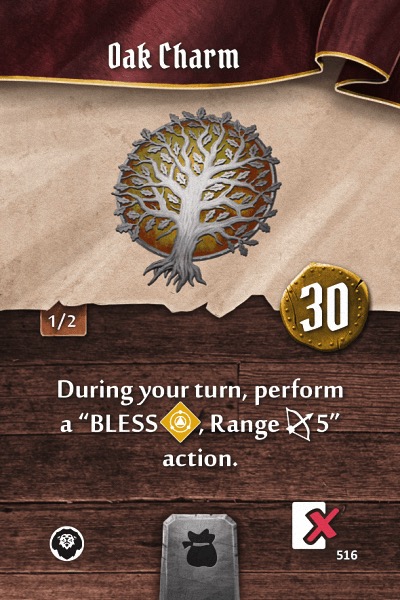 Oak Charm
1/2
30
During your turn, perform
a “BLESS, Range 5”
action.
516